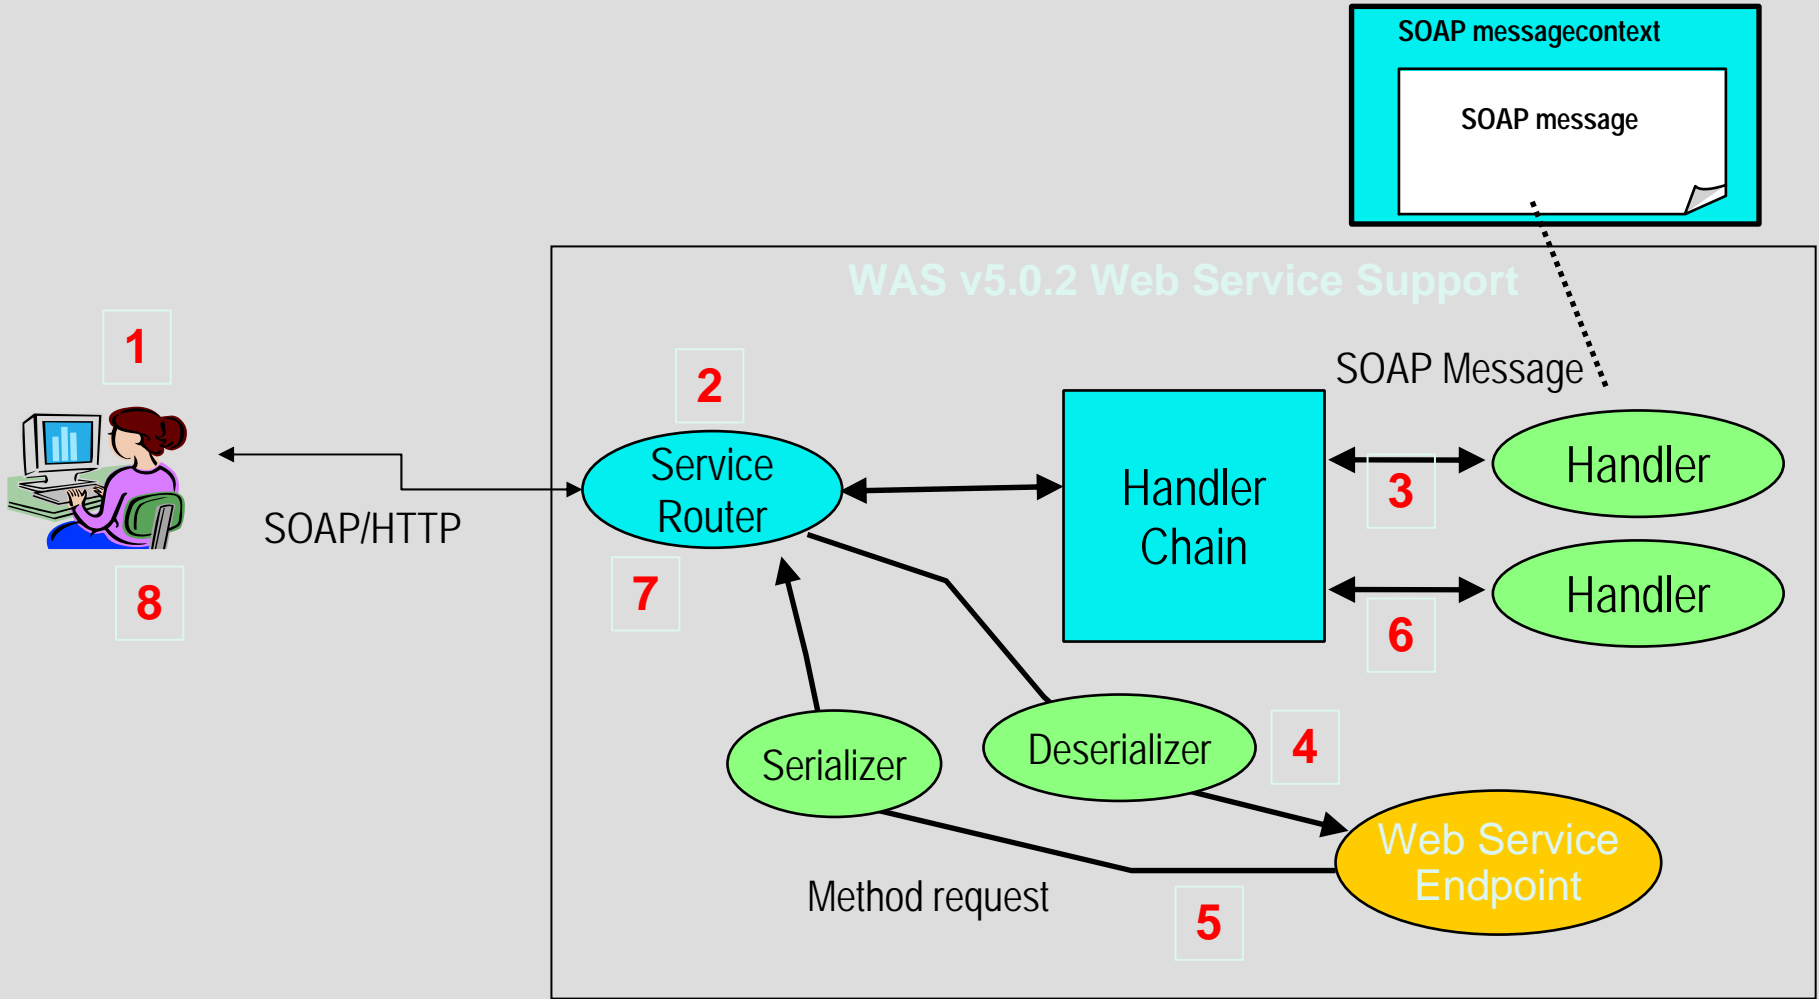 SOAP messagecontext
SOAP message
WAS v5.0.2 Web Service Support
1
2
SOAP Message
Service
Router
Handler
Chain
3
Handler
SOAP/HTTP
8
7
6
Handler
Serializer
Deserializer
4
Web Service
Endpoint
Method request
5